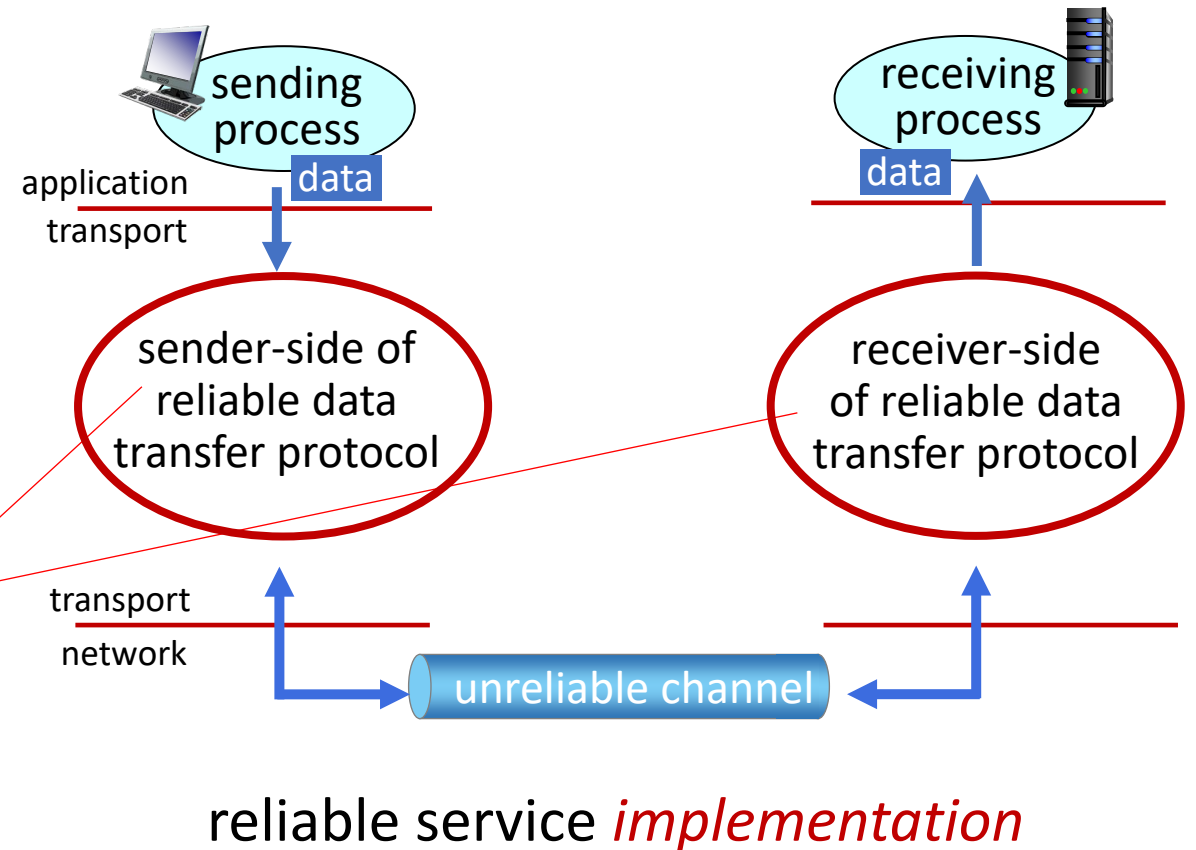 sending
process
data
application
transport
receiving
process
data
sender-side of
reliable data
transfer protocol
receiver-side
of reliable data
transfer protocol
transport
network
unreliable channel
reliable service implementation